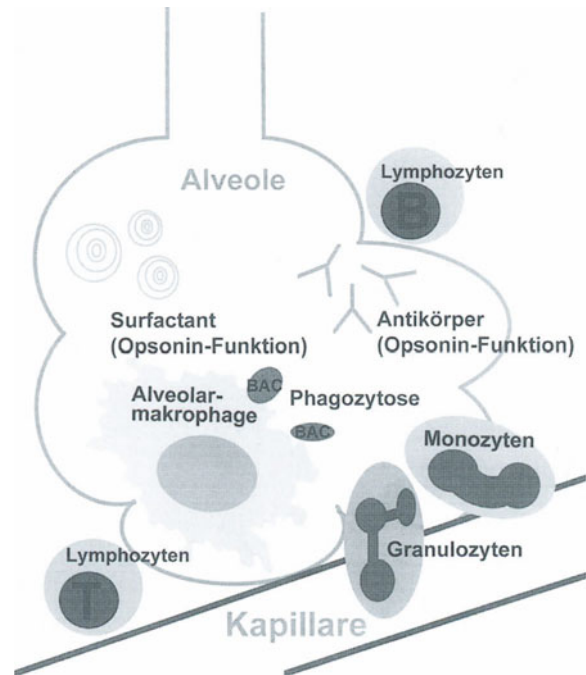 Alveole
Lymphozyten
B
Surfactant
(Opsonin-Funktion)
Antikörper
(Opsonin-Funktion)
BAC
Alveolar-
makrophage
Phagozytose
BAC
Monozyten
Lymphozyten
T
Granulozyten
Kapillare